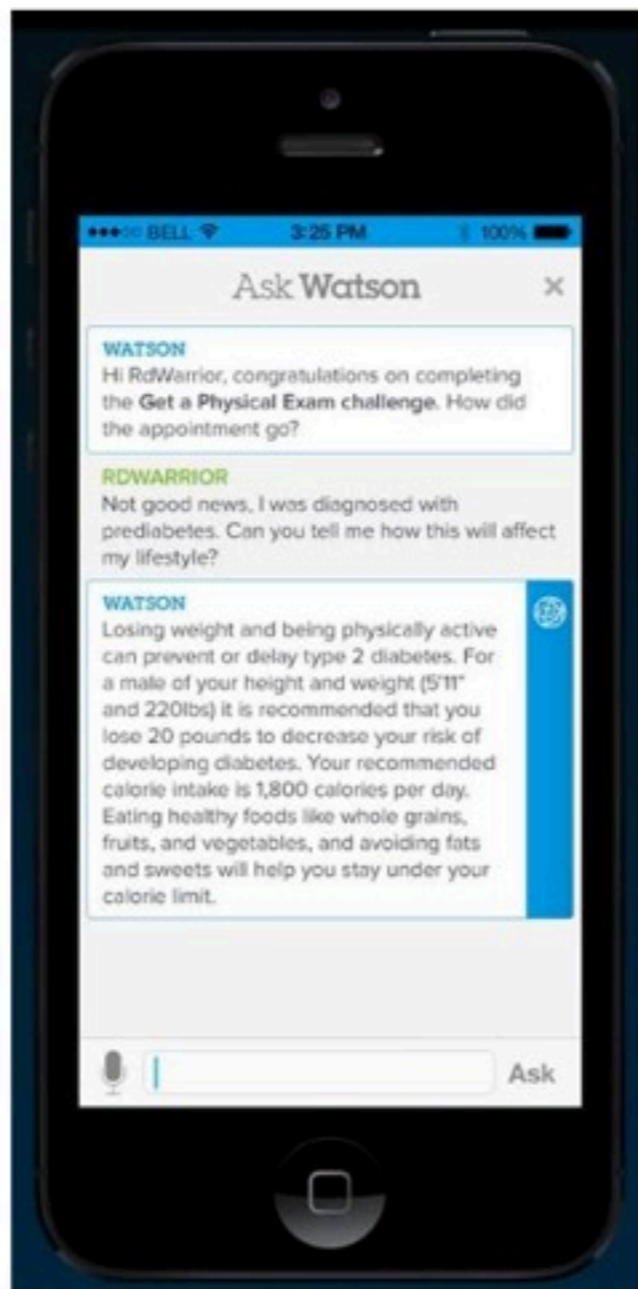 BELL 3:25 PM 100%
Ask Watson
WATSON
Hi RdWarrior, congratulations on completing
the Get a Physical Exam challenge. How did
the appointment go?
RDWARRIOR
Not good news, I was diagnosed with
prediabetes. Can you tell me how this will affect
my lifestyle?
WATSON
Losing weight and being physically active
can prevent or delay type 2 diabetes. For
a male of your height and weight (5'11"
and 220lbs) it is recommended that you
lose 20 pounds to decrease your risk of
developing diabetes. Your recommended
calorie intake is 1,800 calories per day.
Eating healthy foods like whole grains,
fruits, and vegetables, and avoiding fats
and sweets will help you stay under your
calorie limit.
Ask